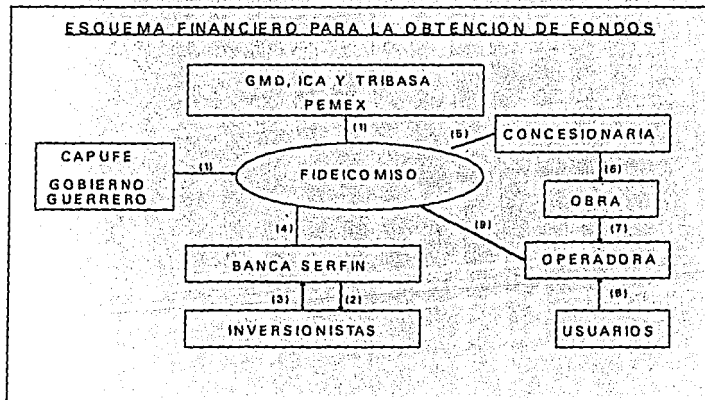 ESQUEMA FINANCIERO PARA LA OBTENCION DE FONDOS
GMD, ICA Y TRIBASA
PEMEX
(1)
(5)
CONCESIONARIA
CAPUFE
GOBIERNO
GUERRERO
(1)
FIDEICOMISO
(6)
OBRA
(4)
(9)
(7)
BANCA SERFIN
OPERADORA
(3)
(2)
(8)
INVERSIONISTAS
USUARIOS